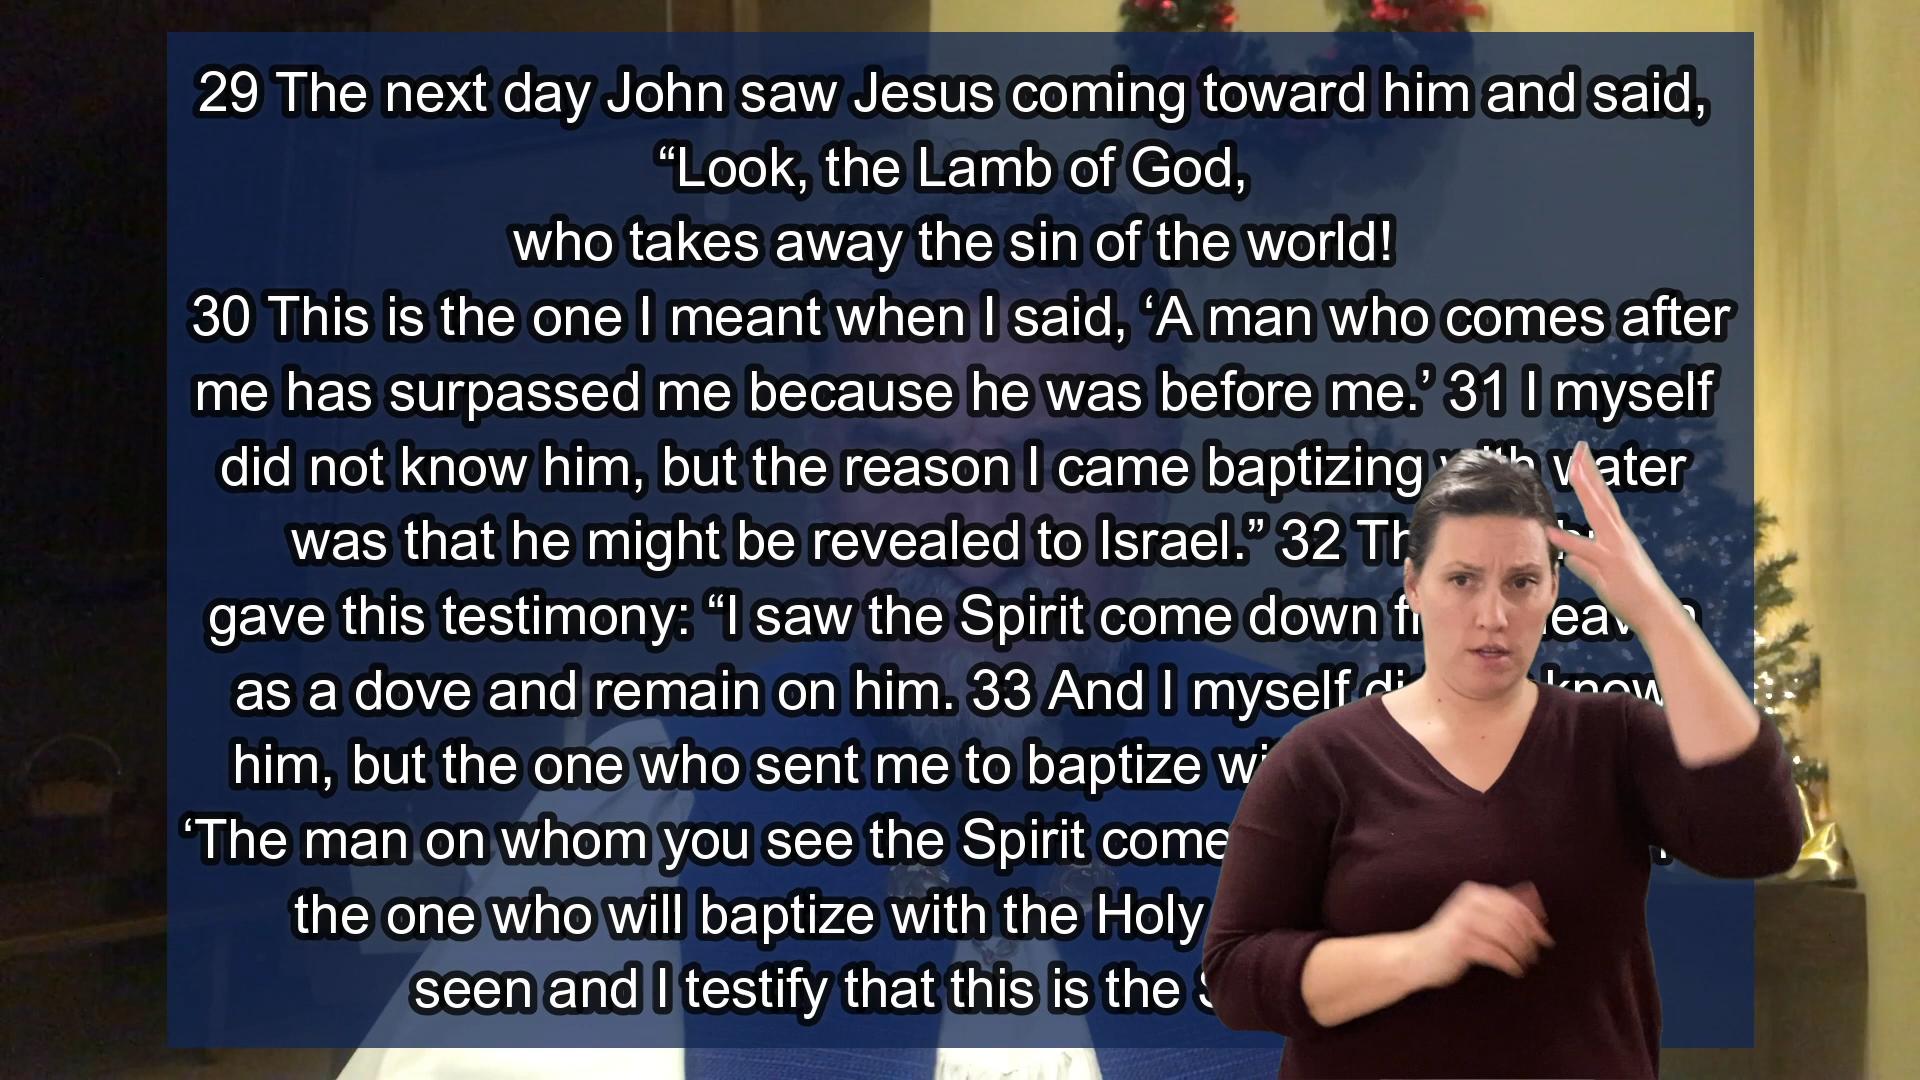 29 The next day John saw Jesus coming toward him and said,
“Look, the Lamb of God,
who takes away the sin of the world!
30 This is the one I meant when I said, ‘A man who comes after
me has surpassed me because he was before me.’ 31 I myself
did not know him, but the reason I came baptizing with water
was that he might be revealed to Israel.” 32
gave this testimony: “I saw the Spirit come down
as a dove and remain on him. 33 And I myself know
him, but the one who sent me to baptize
‘The man on whom you see the Spirit come
the one who will baptize with the Holy
seen and I testify that this is the